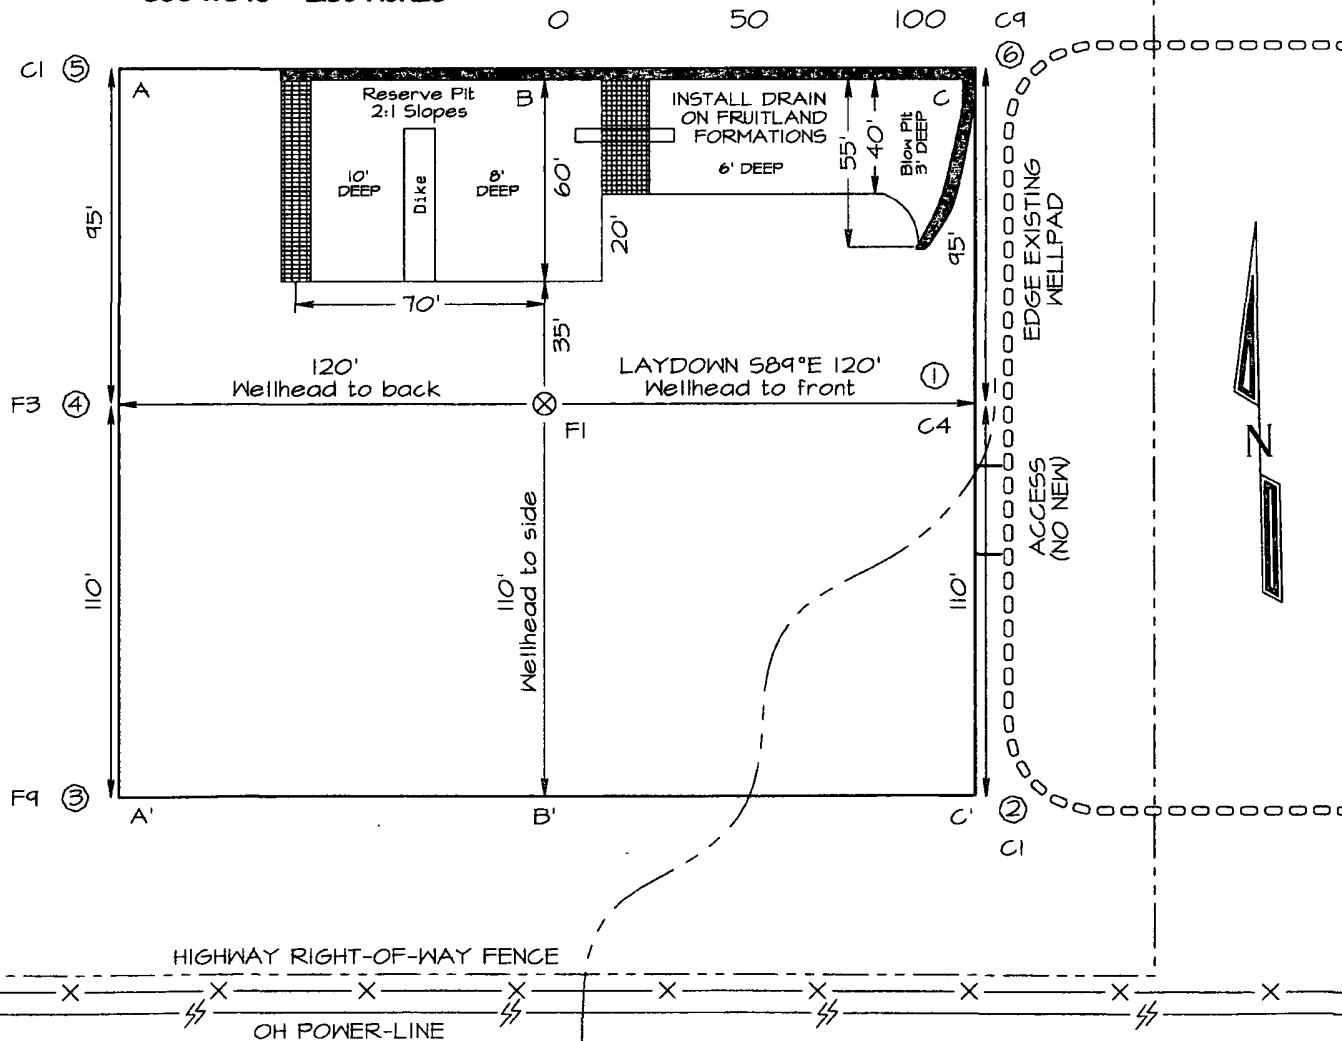 0 50 100 C9
C1 5
6
A
Reserve Pit
2:1 Slopes
B
INSTALL DRAIN
ON FRUITLAND
FORMATIONS
C
10'
DEEP
Dike
8'
DEEP
60'
6' DEEP
55'
40'
Blow Pit
3' DEEP
95'
20'
95'
EDGE EXISTING
WELLPAD
70'
35'
120'
Wellhead to back
LAYDOWN S89°E 120'
Wellhead to front
1
F3 4
F1
C4
N
ACCESS
(NO NEW)
110'
110'
Wellhead to side
110'
F9 3
A'
B'
C'
2
C1
HIGHWAY RIGHT-OF-WAY FENCE
OH POWER-LINE